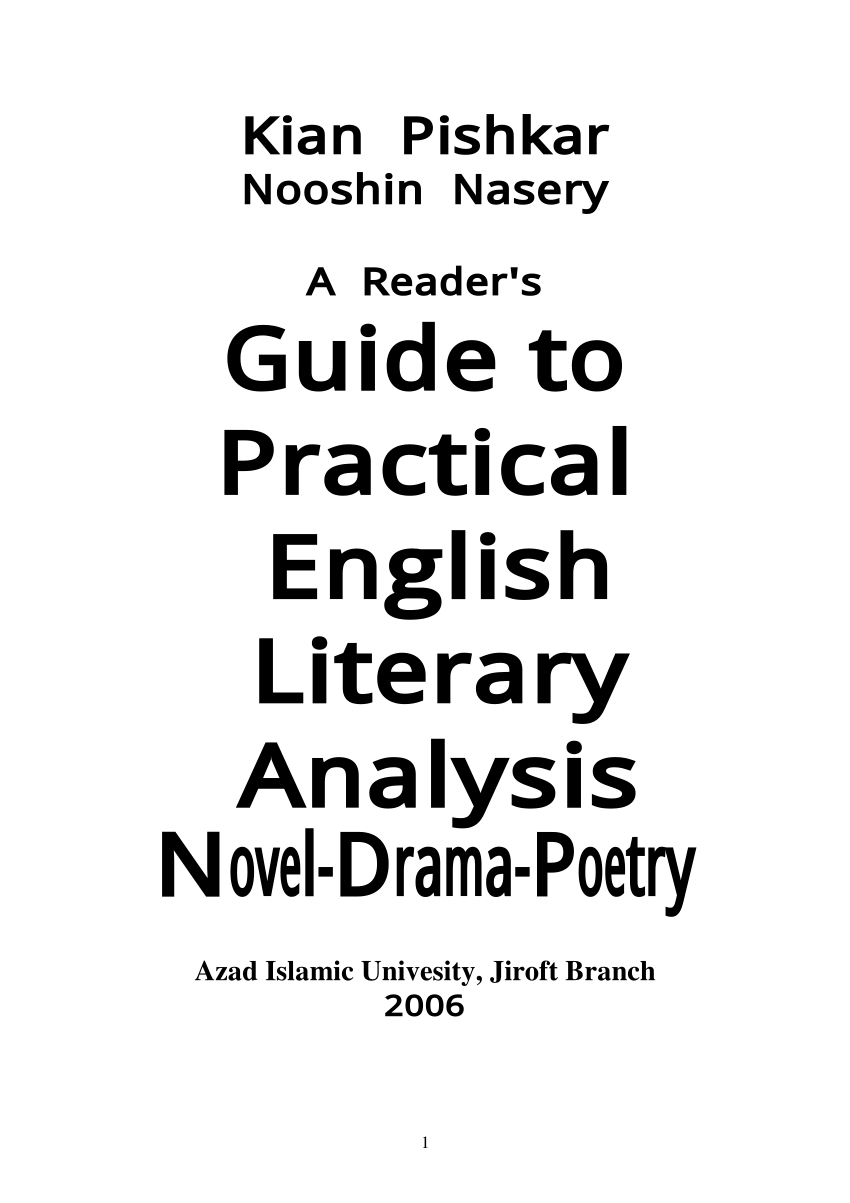 Kian Pishkar
Nooshin Nasery
A Reader's
Guide to
Practical
English
Literary
Analysis
Novel-Drama-Poetry
Azad Islamic Univesity, Jiroft Branch
2006
1